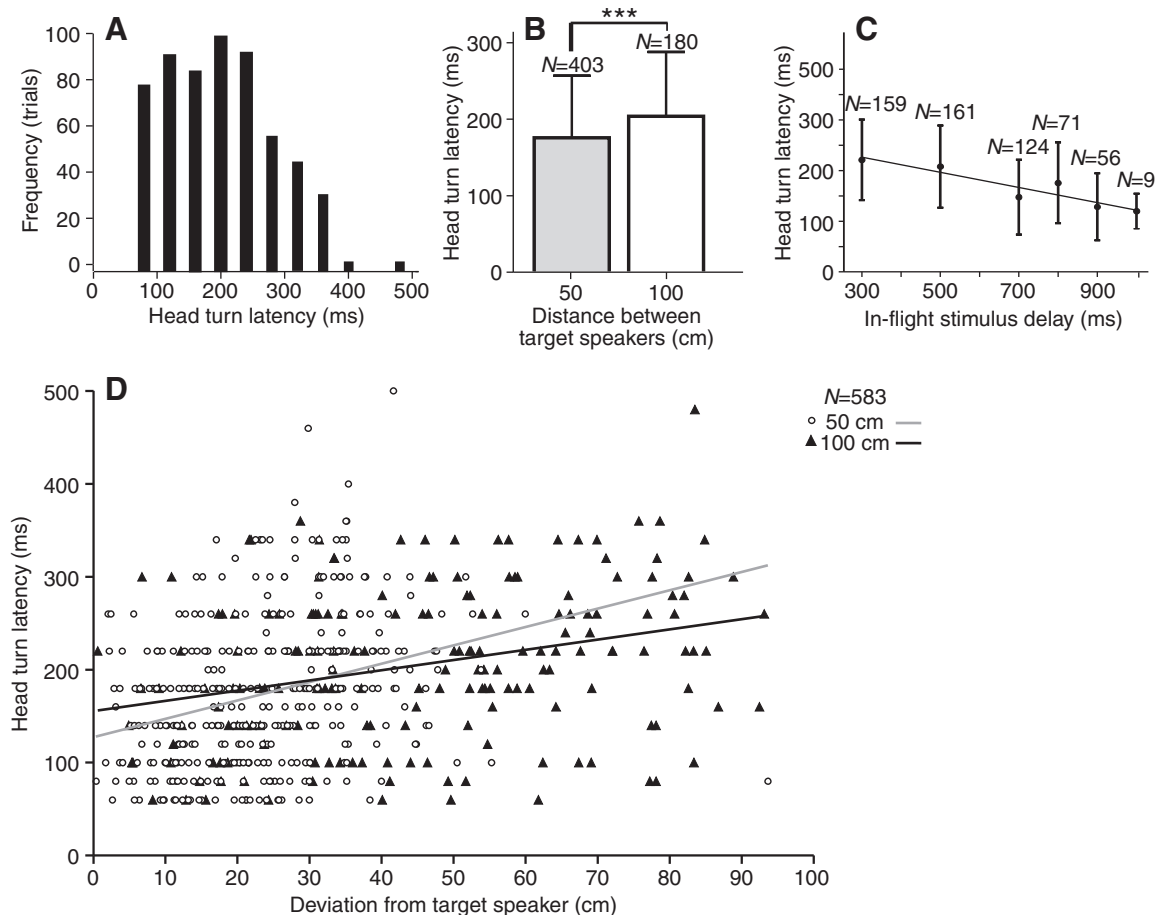 A
Frequency (trials)
100
80
60
40
20
0
0 100 200 300 400 500
Head turn latency (ms)
B
***
Head turn latency (ms)
300
200
100
0
N=403
N=180
50 100
Distance between
target speakers (cm)
C
Head turn latency (ms)
500
300
200
100
0
N=159
N=161
N=124
N=71
N=56
N=9
300 500 700 900
In-flight stimulus delay (ms)
D
Head turn latency (ms)
500
400
300
200
100
0
0 10 20 30 40 50 60 70 80 90 100
Deviation from target speaker (cm)
N=583
50 cm
100 cm